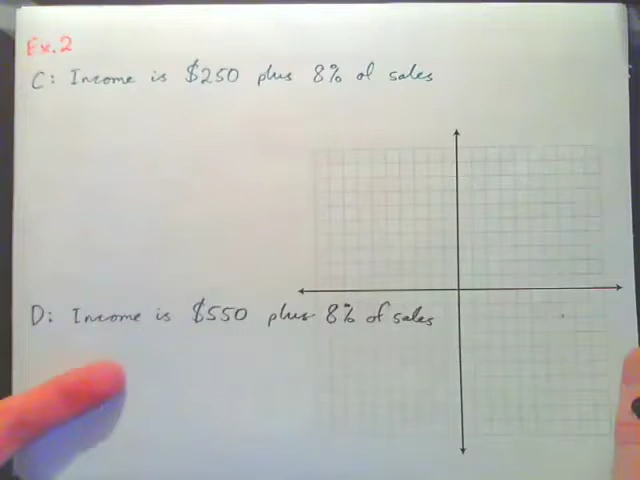 Ex.2
C: Income is $250 plus 8% of sales
D: Income is $550 plus 8% of sales